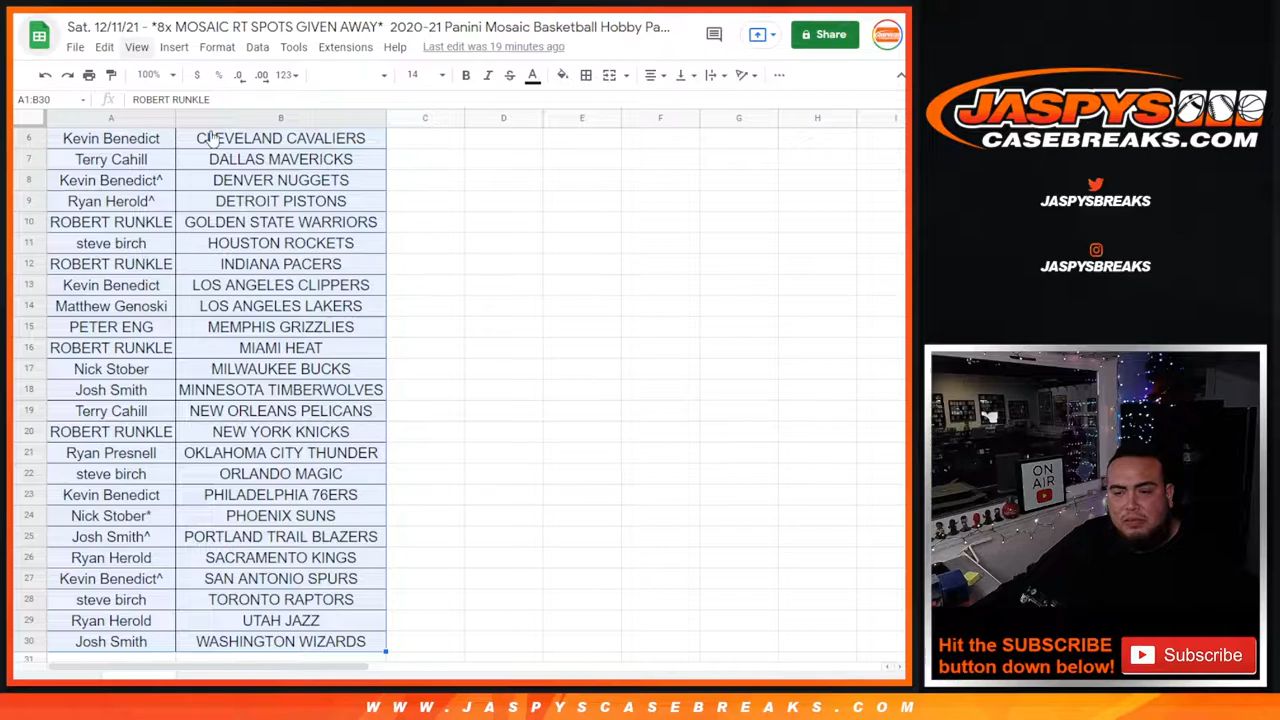 Sat. 12/11/21 - *8x MOSAIC RT SPOTS GIVEN AWAY* 2020-21 Panini Mosaic Basketball Hobby Pa...
File Edit View Insert Format Data Tools Extensions Help Last edit was 19 minutes ago
Share
100% $ % .0 .00 123 14 B I S A
A1:B30 fx ROBERT RUNKLE
A B C D E F G H I
6 Kevin Benedict CLEVELAND CAVALIERS
7 Terry Cahill DALLAS MAVERICKS
8 Kevin Benedict^ DENVER NUGGETS
9 Ryan Herold^ DETROIT PISTONS
10 ROBERT RUNKLE GOLDEN STATE WARRIORS
11 steve birch HOUSTON ROCKETS
12 ROBERT RUNKLE INDIANA PACERS
13 Kevin Benedict LOS ANGELES CLIPPERS
14 Matthew Genoski LOS ANGELES LAKERS
15 PETER ENG MEMPHIS GRIZZLIES
16 ROBERT RUNKLE MIAMI HEAT
17 Nick Stober MILWAUKEE BUCKS
18 Josh Smith MINNESOTA TIMBERWOLVES
19 Terry Cahill NEW ORLEANS PELICANS
20 ROBERT RUNKLE NEW YORK KNICKS
21 Ryan Presnell OKLAHOMA CITY THUNDER
22 steve birch ORLANDO MAGIC
23 Kevin Benedict PHILADELPHIA 76ERS
24 Nick Stober* PHOENIX SUNS
25 Josh Smith^ PORTLAND TRAIL BLAZERS
26 Ryan Herold SACRAMENTO KINGS
27 Kevin Benedict^ SAN ANTONIO SPURS
28 steve birch TORONTO RAPTORS
29 Ryan Herold UTAH JAZZ
30 Josh Smith WASHINGTON WIZARDS
31
JASPYS
CASEBREAKS.COM
JASPYSBREAKS
JASPYSBREAKS
ON
AIR
Hit the SUBSCRIBE
button down below!
Subscribe
WWW.JASPYSCASEBREAKS.COM